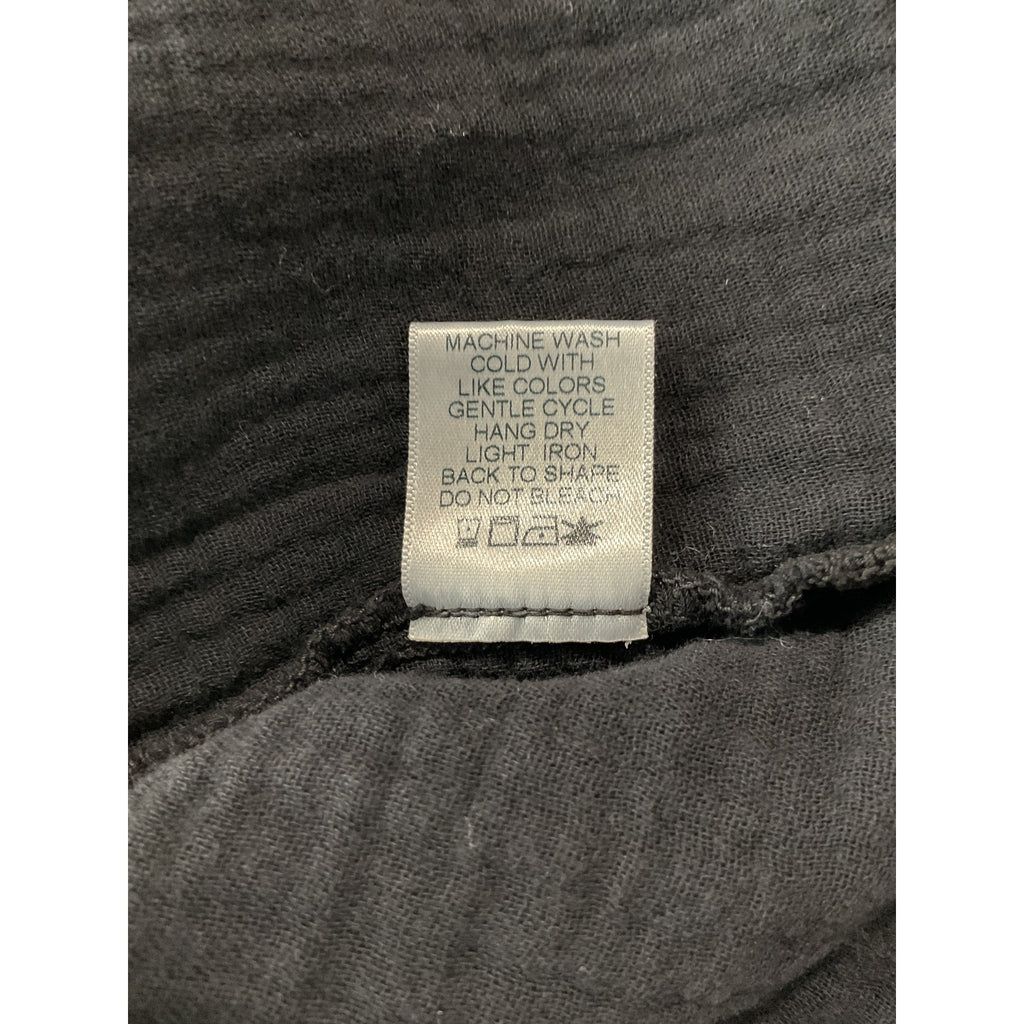 MACHINE WASH
COLD WITH
LIKE COLORS
GENTLE CYCLE
HANG DRY
LIGHT IRON
BACK TO SHAPE
DO NOT BLEACH